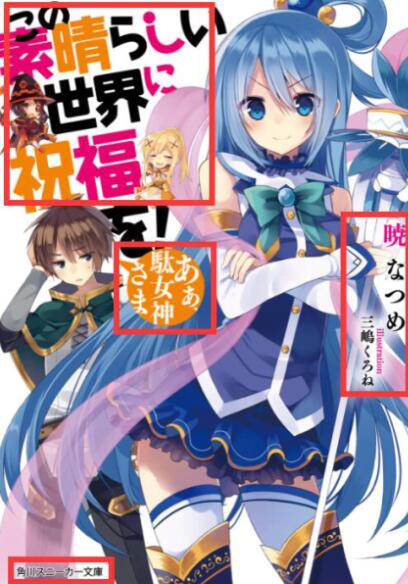 この
素晴らしい
世界に
祝福
を!
あぁ
駄女神
さま
暁 なつめ
illustration
三嶋くろね
角川スニーカー文庫